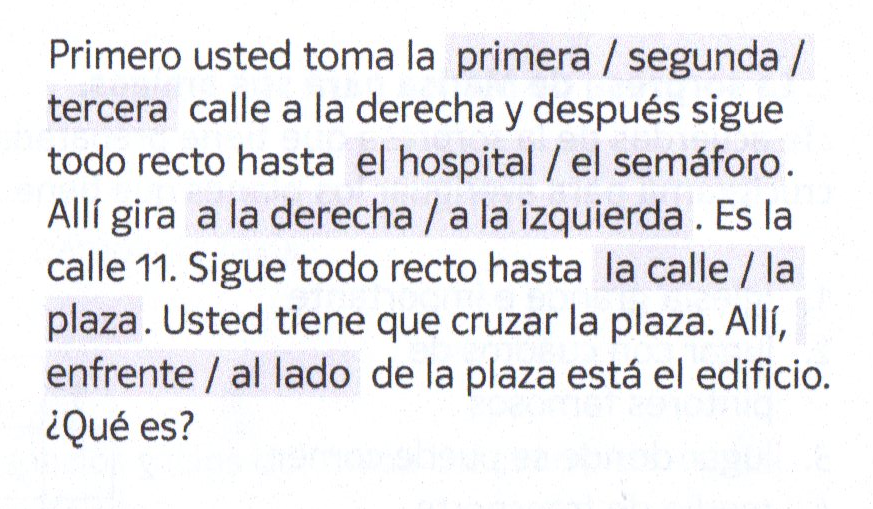 Primero usted toma la primera / segunda /
tercera calle a la derecha y después sigue
todo recto hasta el hospital / el semáforo.
Allí gira a la derecha / a la izquierda. Es la
calle 11. Sigue todo recto hasta la calle / la
plaza. Usted tiene que cruzar la plaza. Allí,
enfrente / al lado de la plaza está el edificio.
¿Qué es?